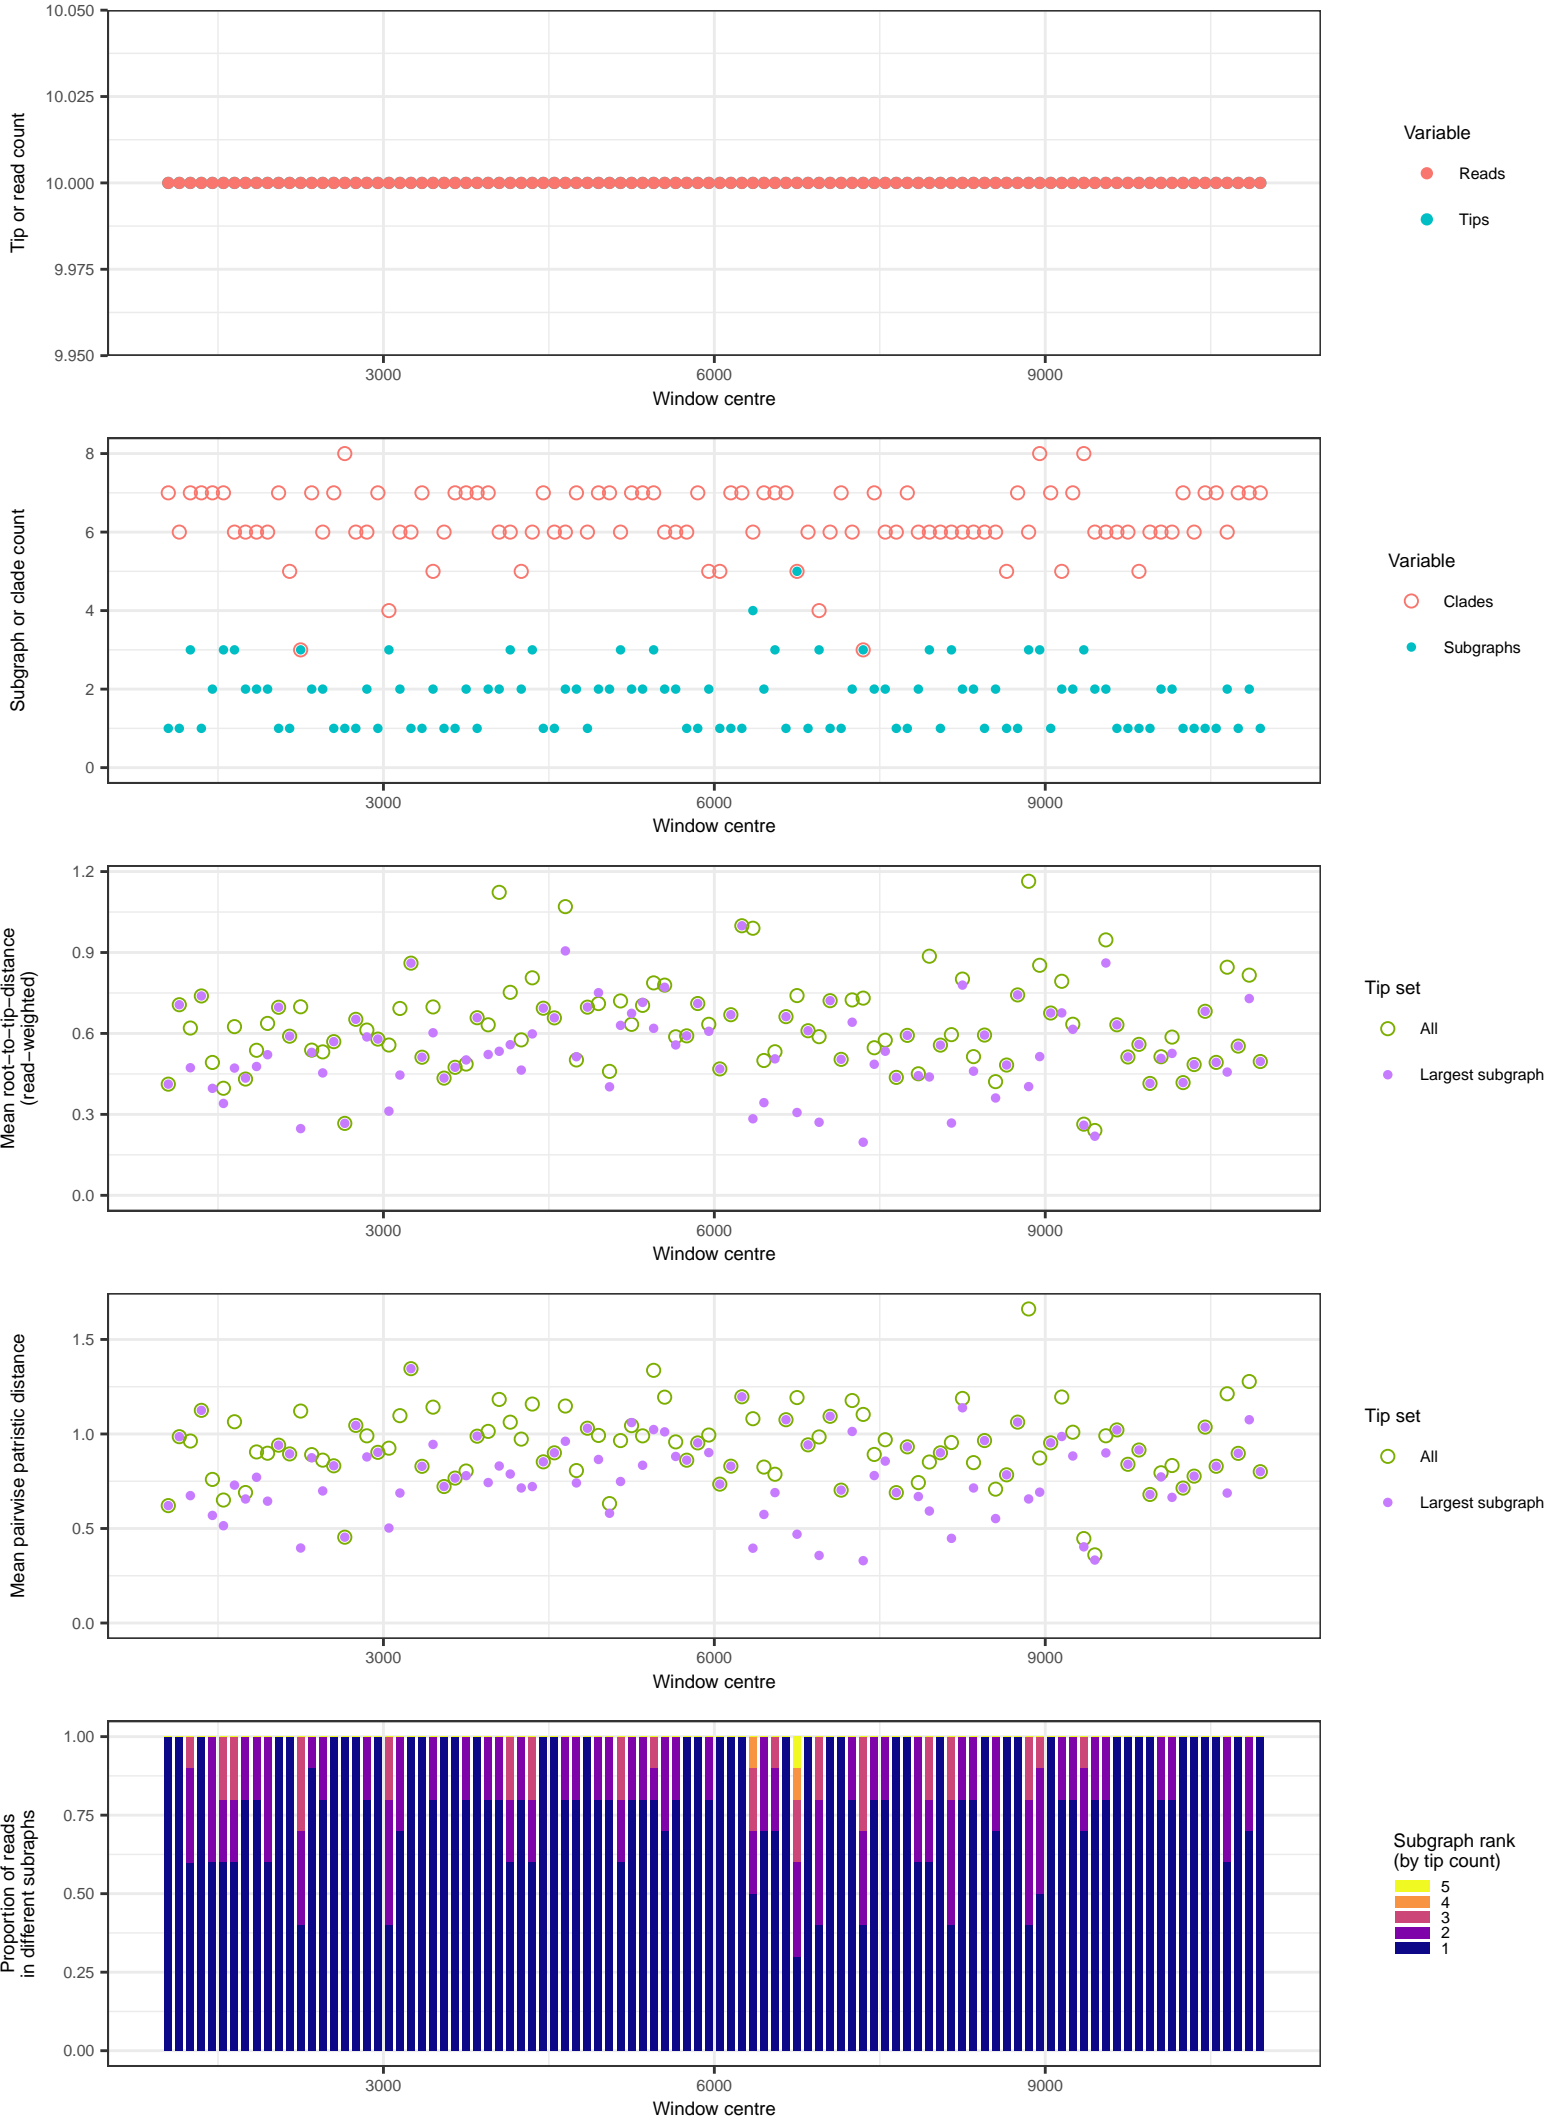 10.050
10.025
10.000
9.975
9.950
Tip or read count
3000
6000
9000
Window centre
Variable
Reads
Tips
8
6
4
2
0
Subgraph or clade count
3000
6000
9000
Window centre
Variable
Clades
Subgraphs
1.2
0.9
0.6
0.3
0.0
Mean root−to−tip−distance
(read−weighted)
3000
6000
9000
Window centre
Tip set
All
Largest subgraph
1.5
1.0
0.5
0.0
Mean pairwise patristic distance
3000
6000
9000
Window centre
Tip set
All
Largest subgraph
1.00
0.75
0.50
0.25
0.00
Proportion of reads
in different subraphs
3000
6000
9000
Window centre
Subgraph rank
(by tip count)
5
4
3
2
1